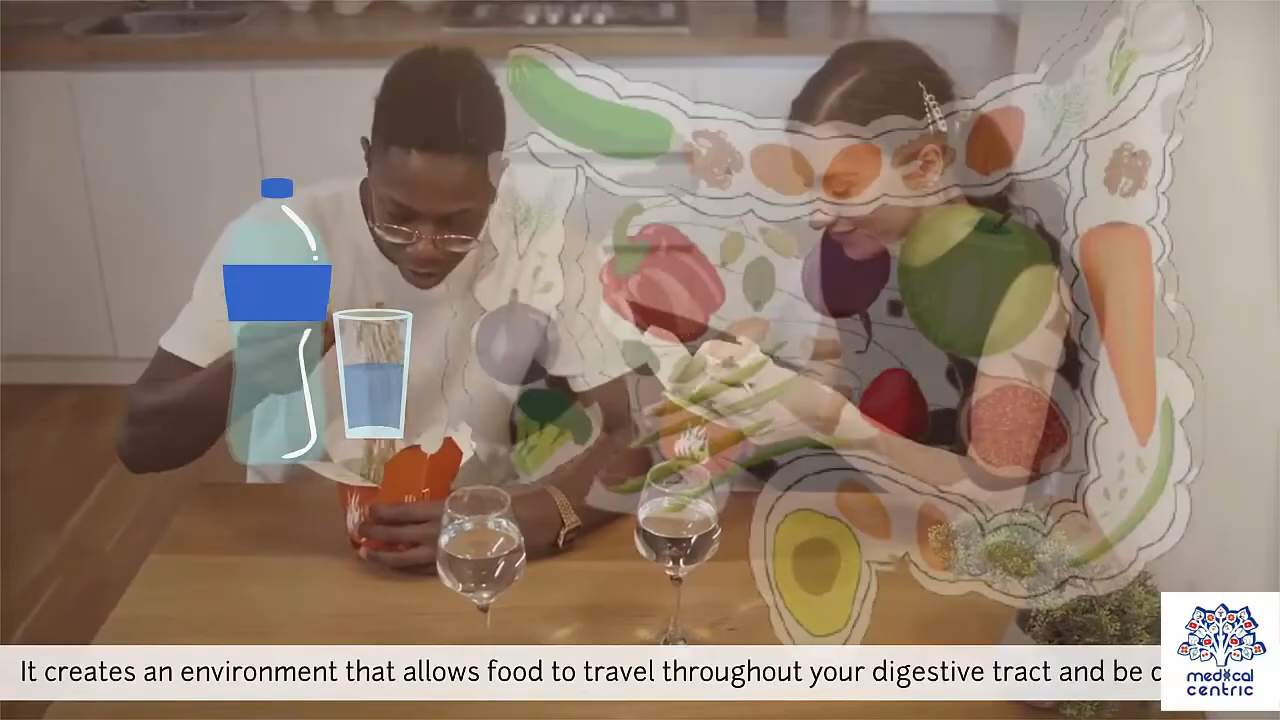 It creates an environment that allows food to travel throughout your digestive tract and be
medical
centric